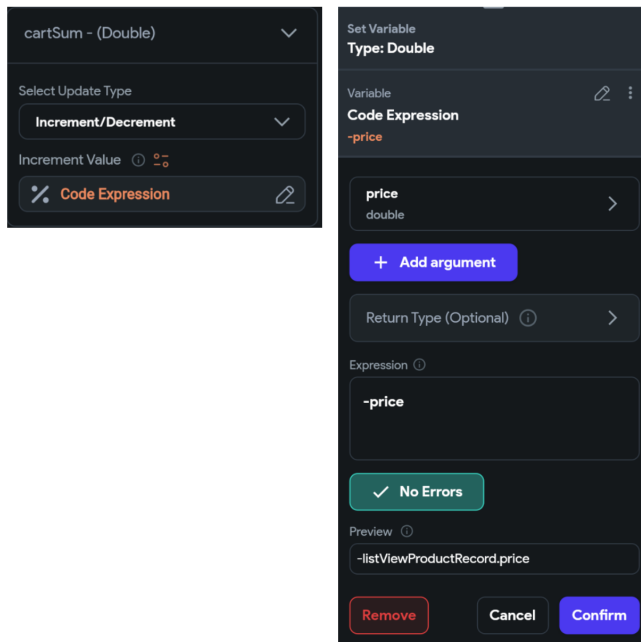 cartSum - (Double)
Select Update Type
Increment/Decrement
Increment Value
Code Expression
Set Variable
Type: Double
Variable
Code Expression
-price
price
double
+ Add argument
Return Type (Optional)
Expression
-price
No Errors
Preview
-listViewProductRecord.price
Remove
Cancel
Confirm